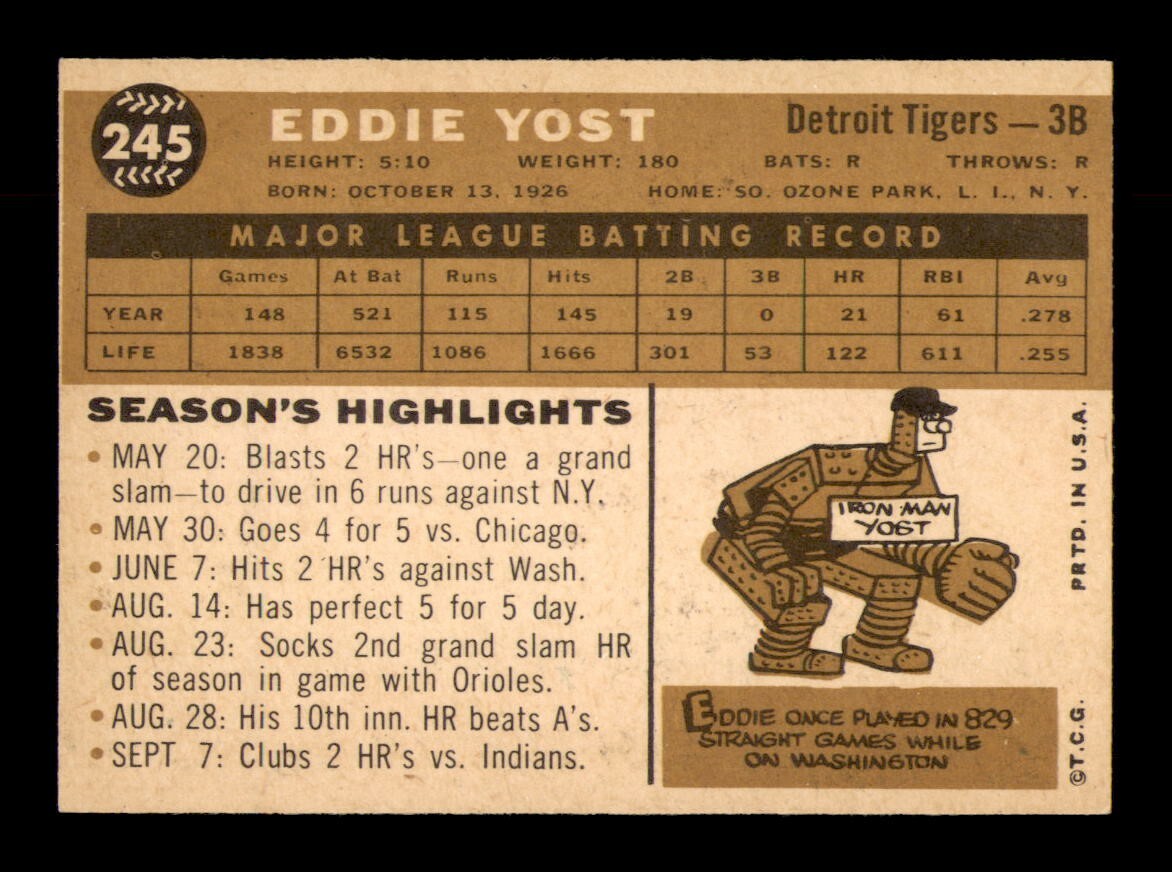 245
EDDIE YOST
Detroit Tigers — 3B
HEIGHT: 5:10 WEIGHT: 180 BATS: R THROWS: R
BORN: OCTOBER 13, 1926 HOME: SO. OZONE PARK, L. I., N. Y.
MAJOR LEAGUE BATTING RECORD
Games At Bat Runs Hits 2B 3B HR RBI Avg
YEAR 148 521 115 145 19 0 21 61 .278
LIFE 1838 6532 1086 1666 301 53 122 611 .255
SEASON'S HIGHLIGHTS
• MAY 20: Blasts 2 HR's—one a grand
slam—to drive in 6 runs against N.Y.
• MAY 30: Goes 4 for 5 vs. Chicago.
• JUNE 7: Hits 2 HR's against Wash.
• AUG. 14: Has perfect 5 for 5 day.
• AUG. 23: Socks 2nd grand slam HR
of season in game with Orioles.
• AUG. 28: His 10th inn. HR beats A's.
• SEPT 7: Clubs 2 HR's vs. Indians.
IRON MAN
YOST
EDDIE ONCE PLAYED IN 829
STRAIGHT GAMES WHILE
ON WASHINGTON
PRTD. IN U.S.A.
©T.C.G.